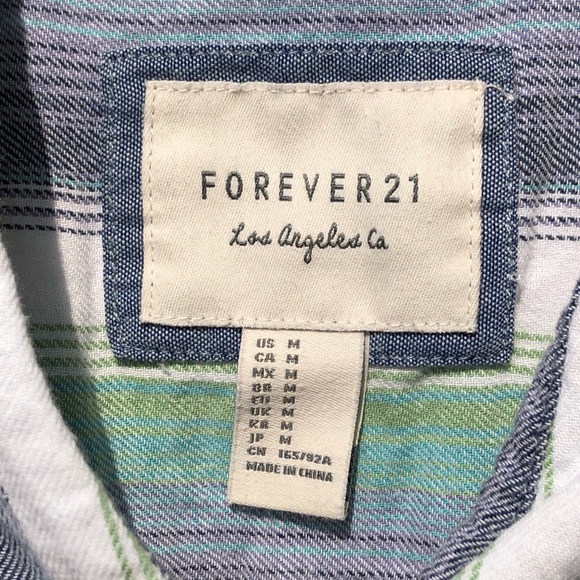 FOREVER 21
Los Angeles Ca
US M
CA M
MX M
BR M
EU M
UK M
KR M
JP M
CN 165/92A
MADE IN CHINA